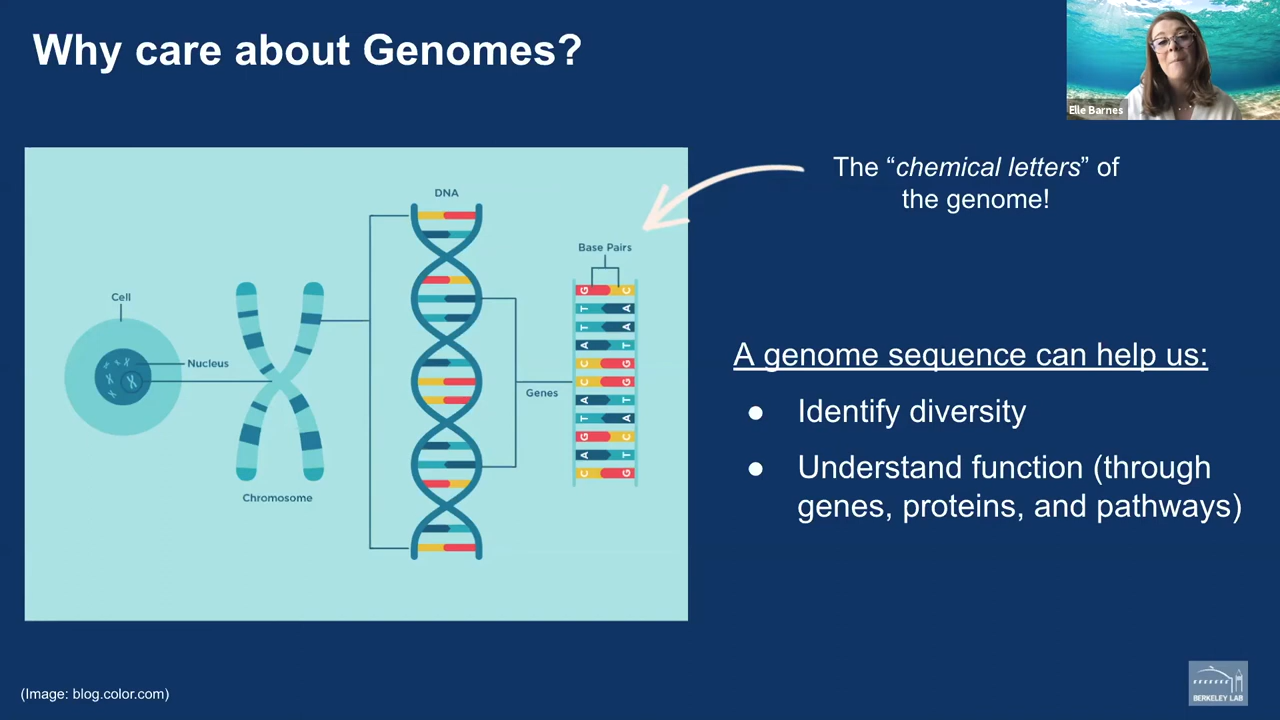 Why care about Genomes?
Elle Barnes
The “chemical letters” of
the genome!
DNA
Base Pairs
Cell
Nucleus
Genes
Chromosome
G C
T A
T A
A T
C G
C G
A T
T A
G C
A T
C G
A genome sequence can help us:
● Identify diversity
● Understand function (through
genes, proteins, and pathways)
(Image: blog.color.com)
BERKELEY LAB